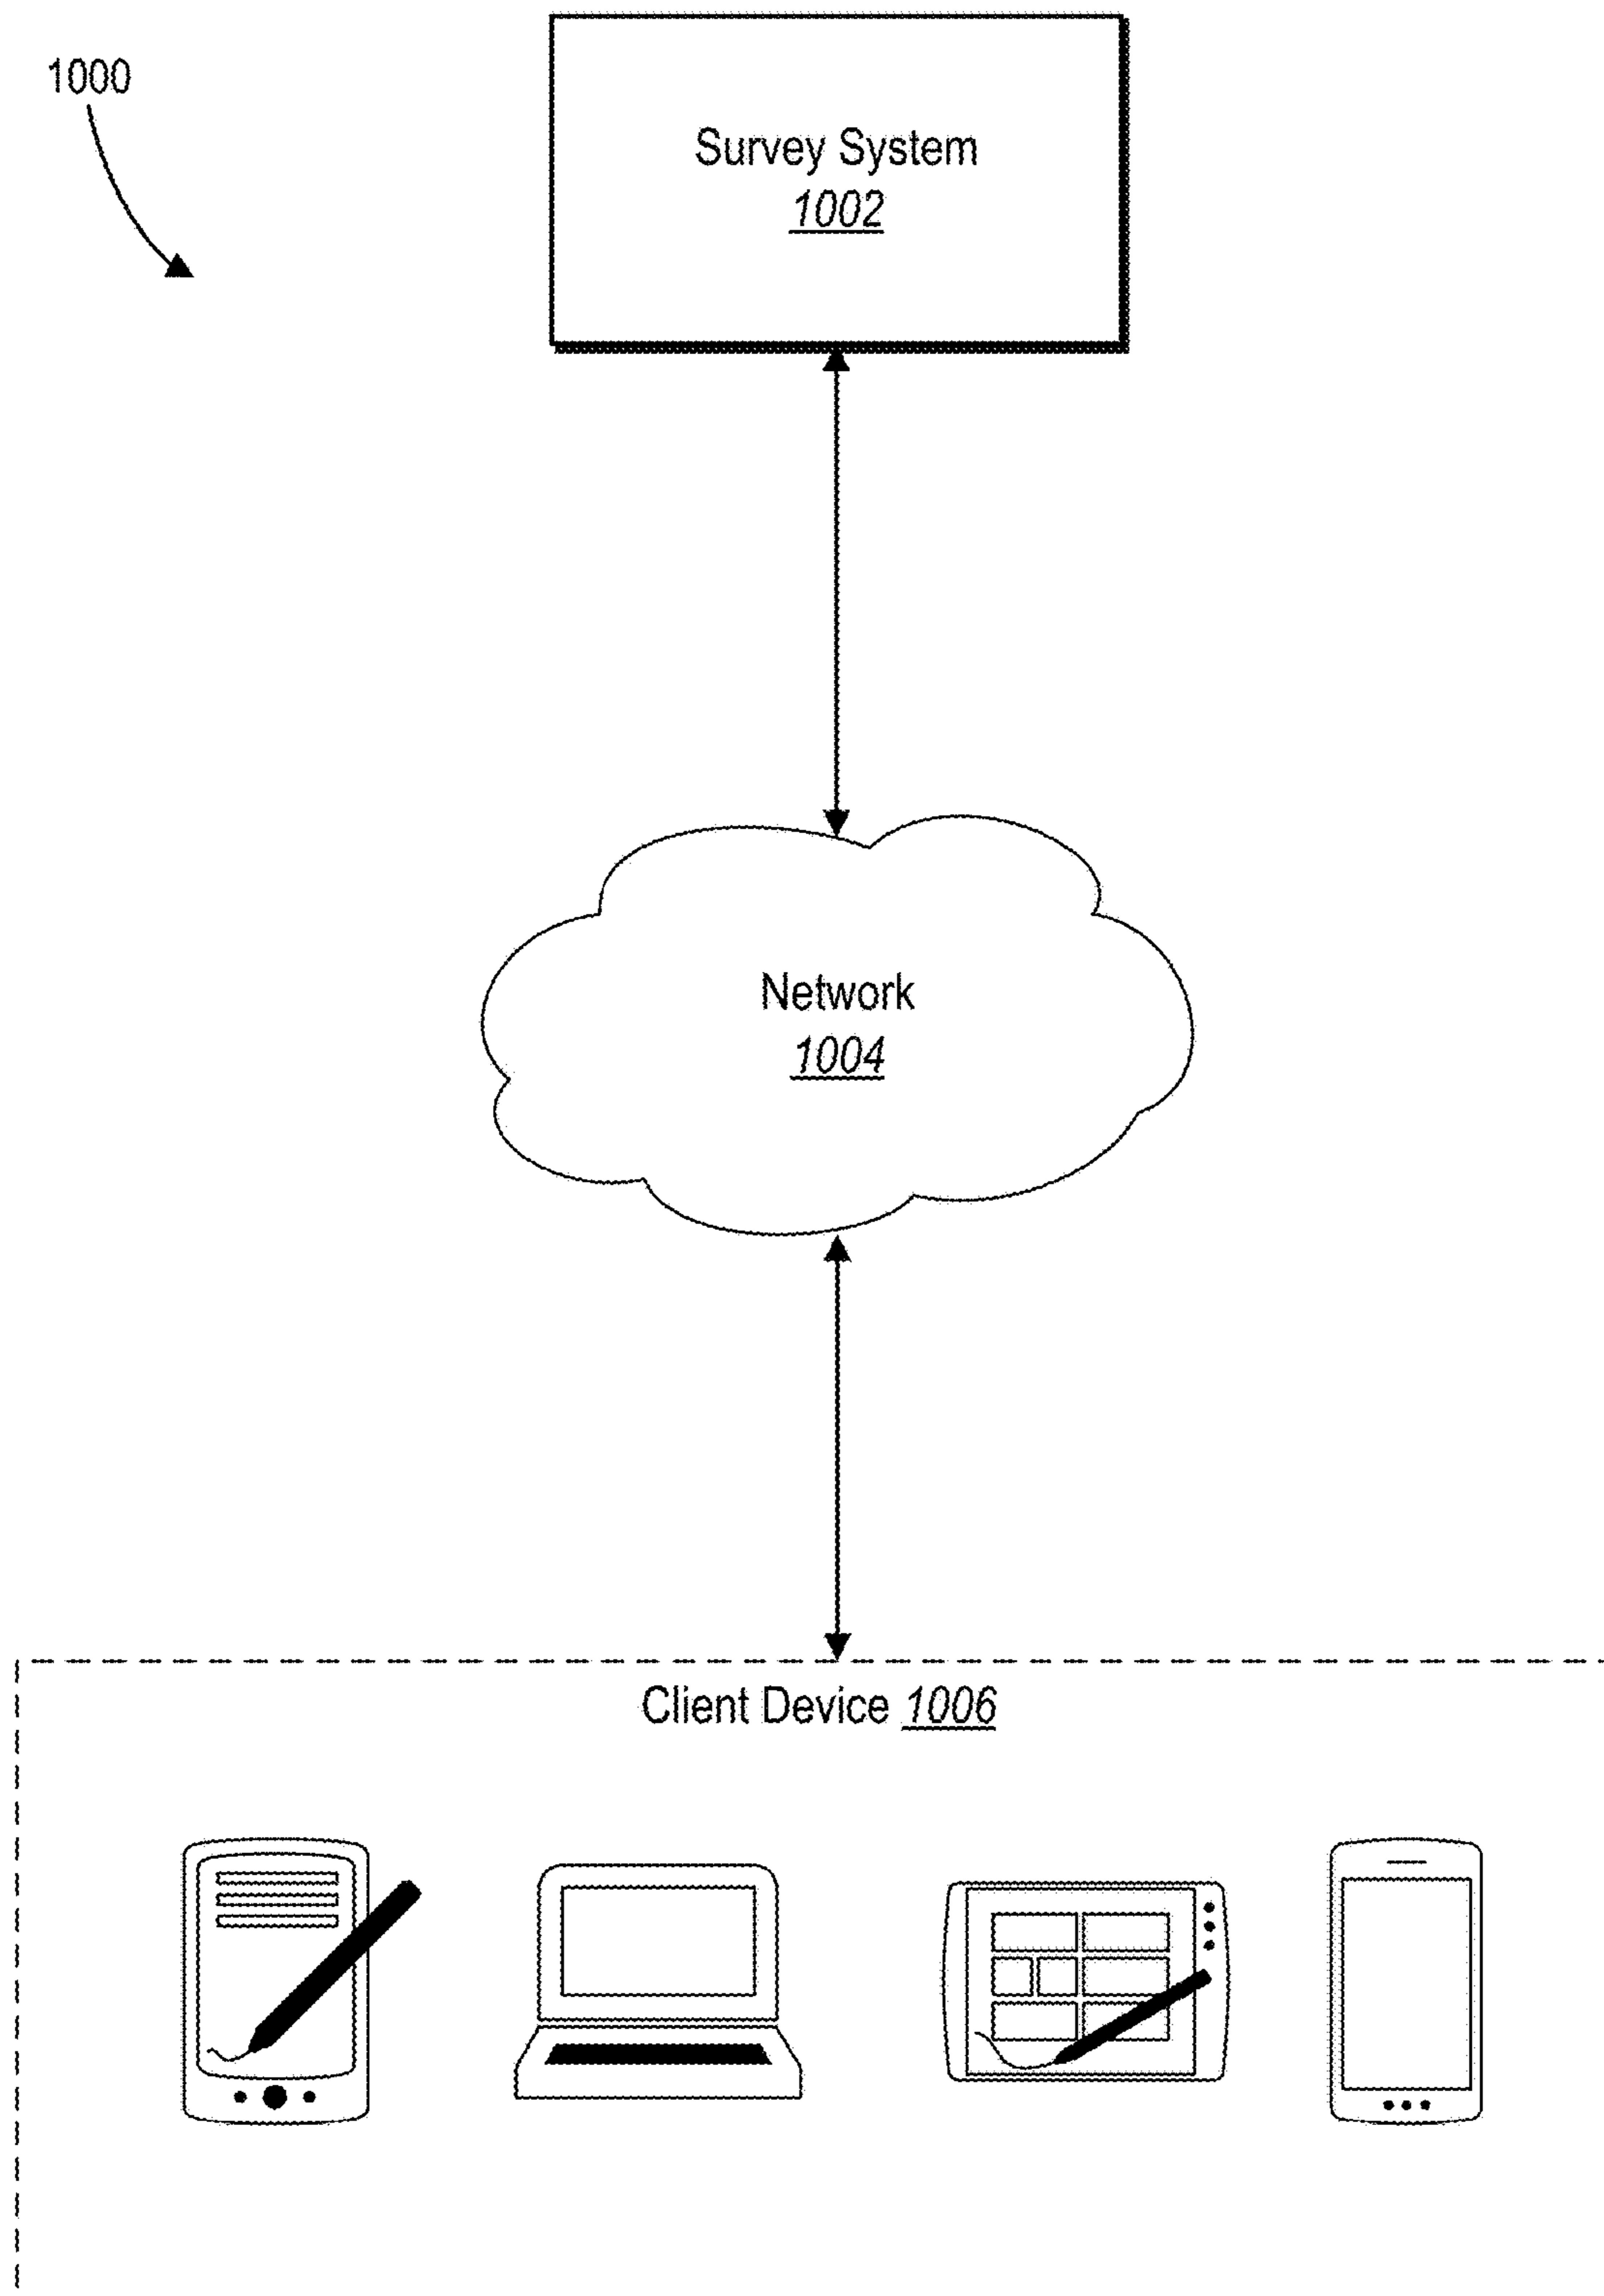 1000
Survey System
1002
Network
1004
Client Device 1006